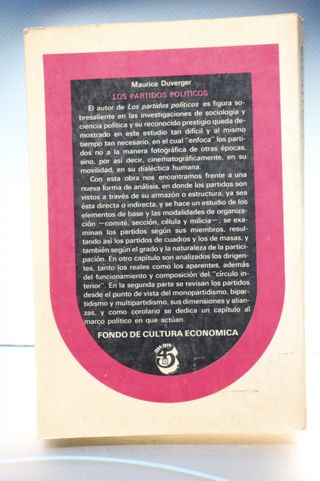 Maurice Duverger
LOS PARTIDOS POLITICOS
El autor de Los partidos políticos es figura so-
bresaliente en las investigaciones de sociología y
ciencia política y su reconocido prestigio queda de-
mostrado en este estudio tan difícil y al mismo
tiempo tan necesario, en el cual "enfoca" los parti-
dos no a la manera fotográfica de otras épocas,
sino, por así decir, cinematográficamente, en su
movilidad, en su dialéctica humana.
Con esta obra nos encontramos frente a una
nueva forma de análisis, en donde los partidos son
vistos a través de su armazón o estructura, ya sea
ésta directa o indirecta, y se hace un estudio de los
elementos de base y las modalidades de organiza-
ción —comité, sección, célula y milicia—; se exa-
minan los partidos según sus miembros, resul-
tando así los partidos de cuadros y los de masas, y
también según el grado y la naturaleza de la partici-
pación. En otro capítulo son analizados los dirigen-
tes, tanto los reales como los aparentes, además
del funcionamiento y composición del "círculo in-
terior". En la segunda parte se revisan los partidos
desde el punto de vista del monopartidismo, bipar-
tidismo y multipartidismo, sus dimensiones y alian-
zas, y como corolario se dedica un capítulo al
marco político en que actúan.
FONDO DE CULTURA ECONOMICA
45